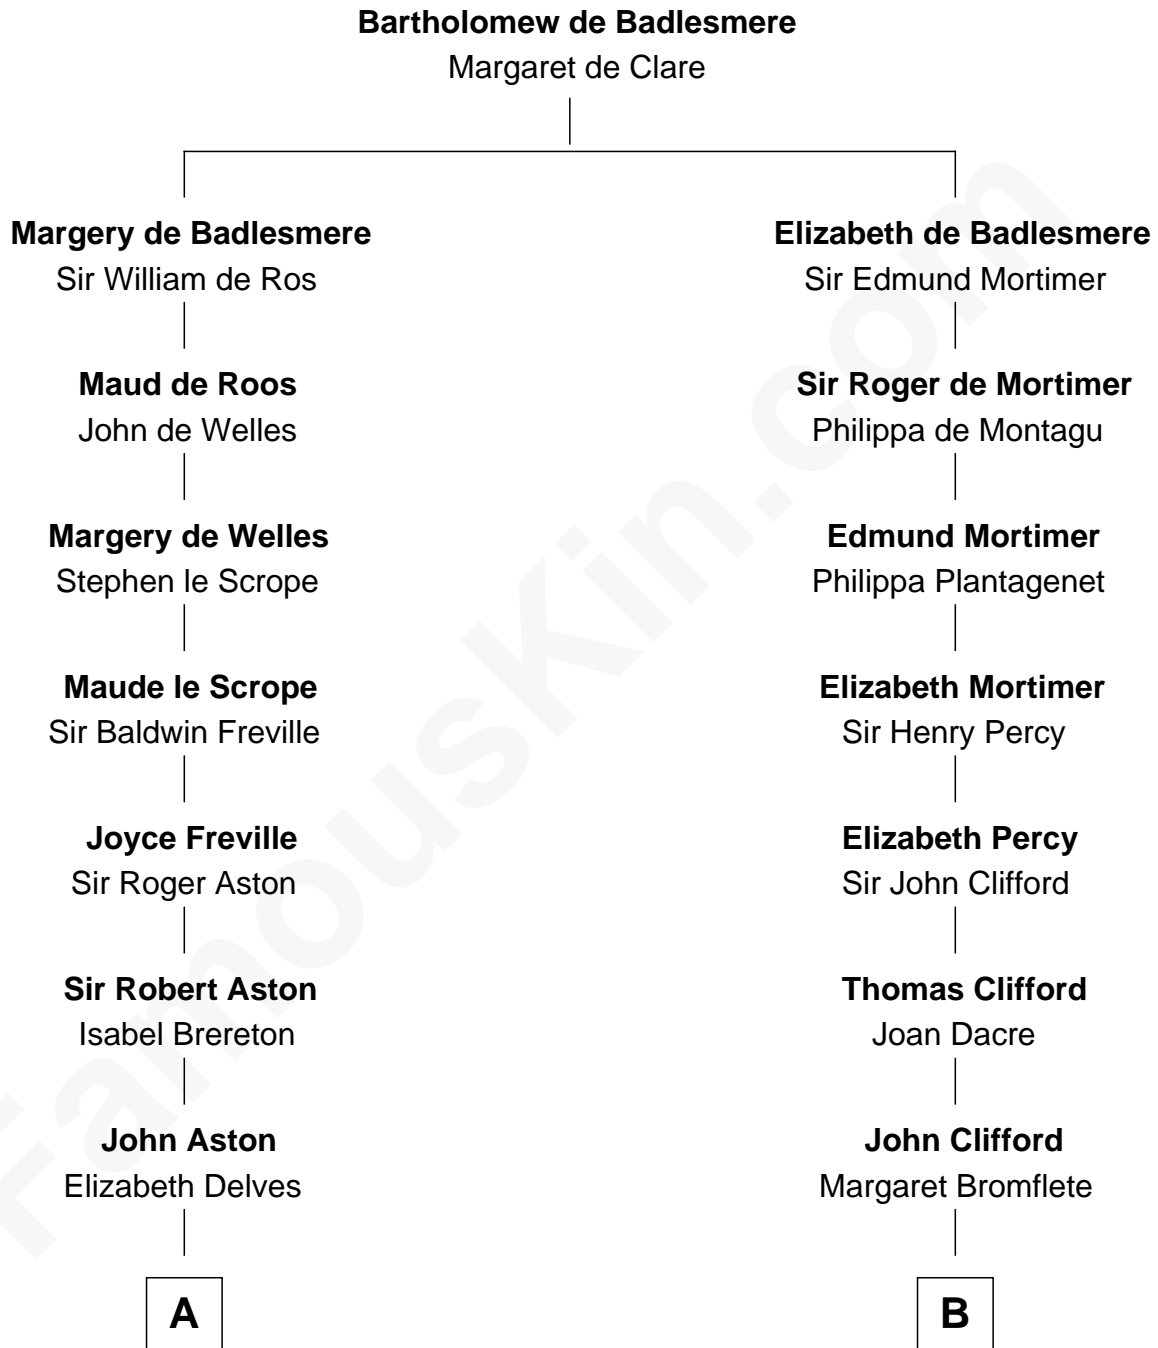 Bartholomew de Badlesmere
Margaret de Clare
Margery de Badlesmere
Sir William de Ros
Elizabeth de Badlesmere
Sir Edmund Mortimer
Maud de Roos
John de Welles
Sir Roger de Mortimer
Philippa de Montagu
Margery de Welles
Stephen le Scrope
Edmund Mortimer
Philippa Plantagenet
Maude le Scrope
Sir Baldwin Freville
Elizabeth Mortimer
Sir Henry Percy
Joyce Freville
Sir Roger Aston
Elizabeth Percy
Sir John Clifford
Sir Robert Aston
Isabel Brereton
Thomas Clifford
Joan Dacre
John Aston
Elizabeth Delves
John Clifford
Margaret Bromflete
A
B
FamousKin.com